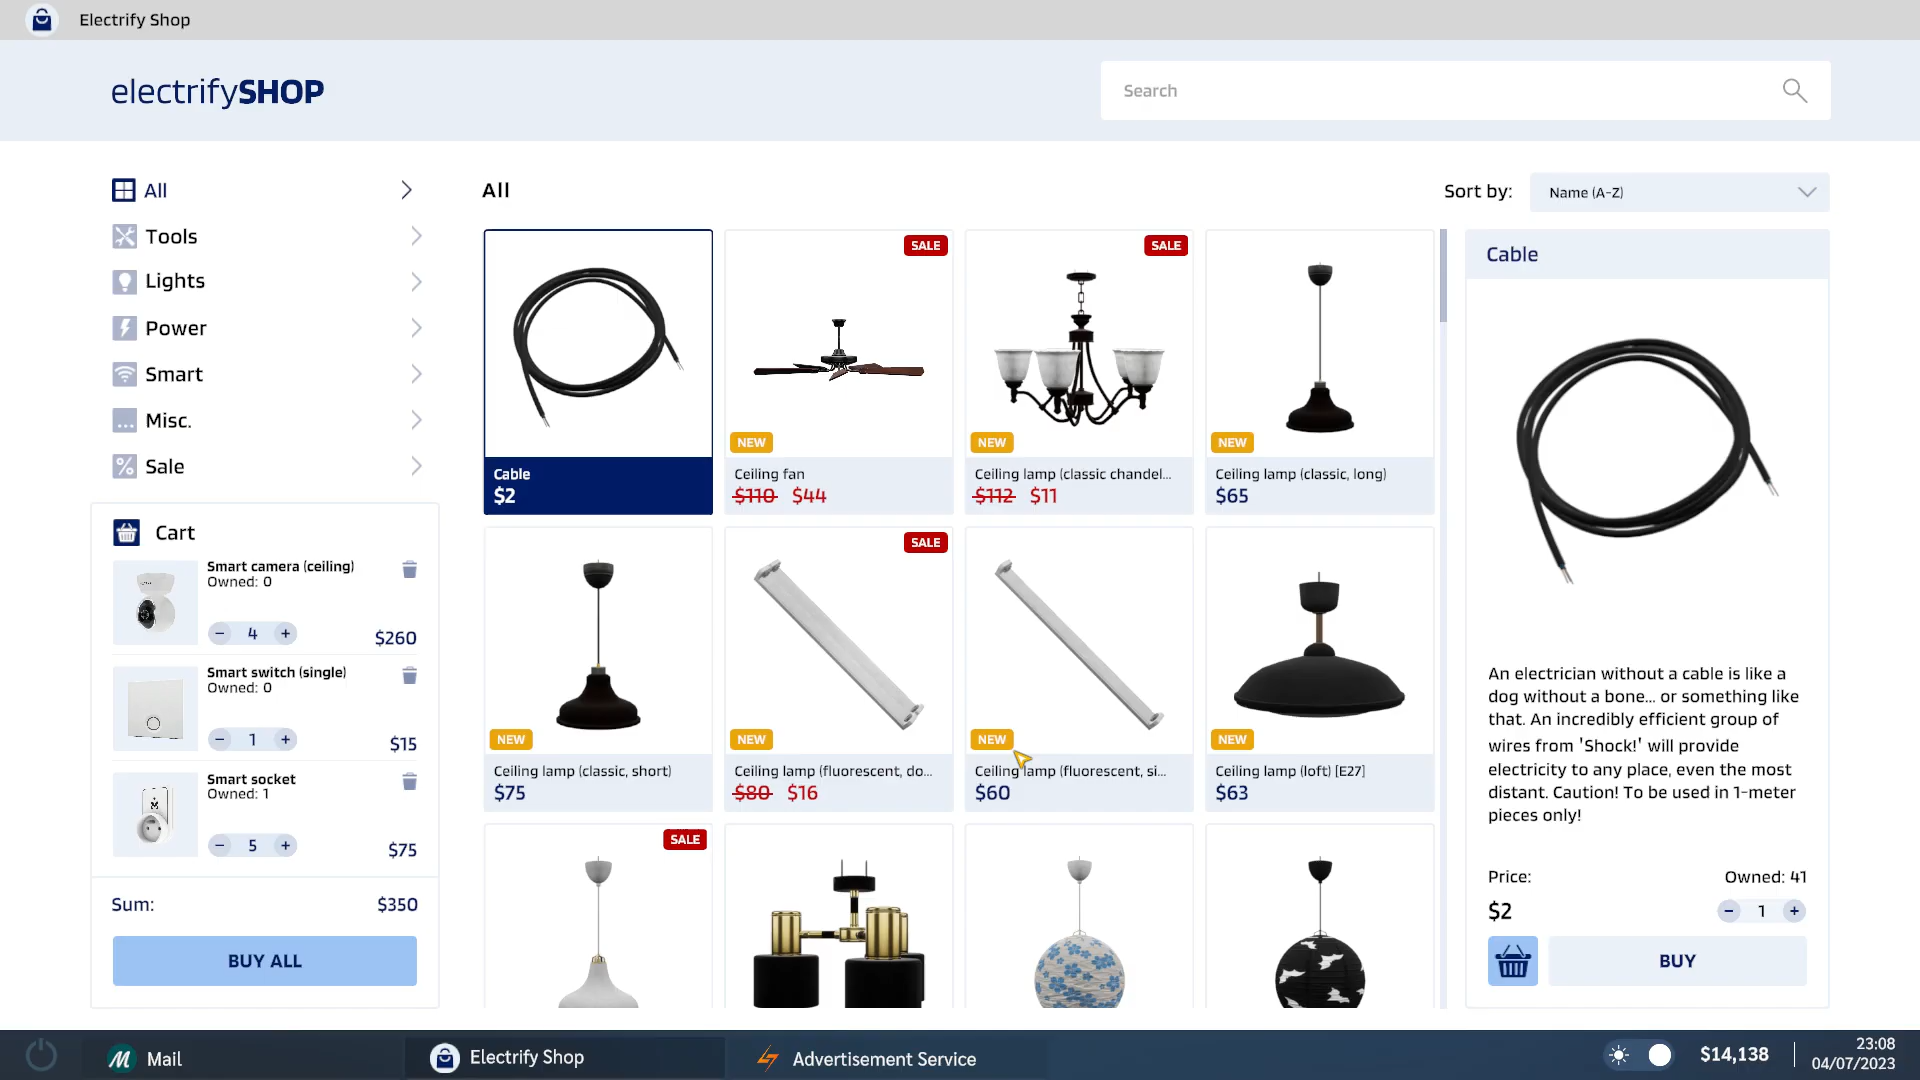 Electrify Shop
electrifySHOP
Search
All
Tools
Lights
Power
Smart
Misc.
Sale
Cart
Smart camera (ceiling)
Owned: 0
4
$260
Smart switch (single)
Owned: 0
1
$15
Smart socket
Owned: 1
5
$75
Sum:
$350
BUY ALL
All
Sort by:
Name (A-Z)
Cable
$2
SALE
NEW
Ceiling fan
$110 $44
SALE
NEW
Ceiling lamp (classic chandel...
$112 $11
NEW
Ceiling lamp (classic, long)
$65
NEW
Ceiling lamp (classic, short)
$75
SALE
NEW
Ceiling lamp (fluorescent, do...
$80 $16
NEW
Ceiling lamp (fluorescent, si...
$60
NEW
Ceiling lamp (loft) [E27]
$63
SALE
Cable
An electrician without a cable is like a
dog without a bone... or something like
that. An incredibly efficient group of
wires from 'Shock!' will provide
electricity to any place, even the most
distant. Caution! To be used in 1-meter
pieces only!
Price:
Owned: 41
$2
1
BUY
Mail
Electrify Shop
Advertisement Service
$14,138
23:08
04/07/2023